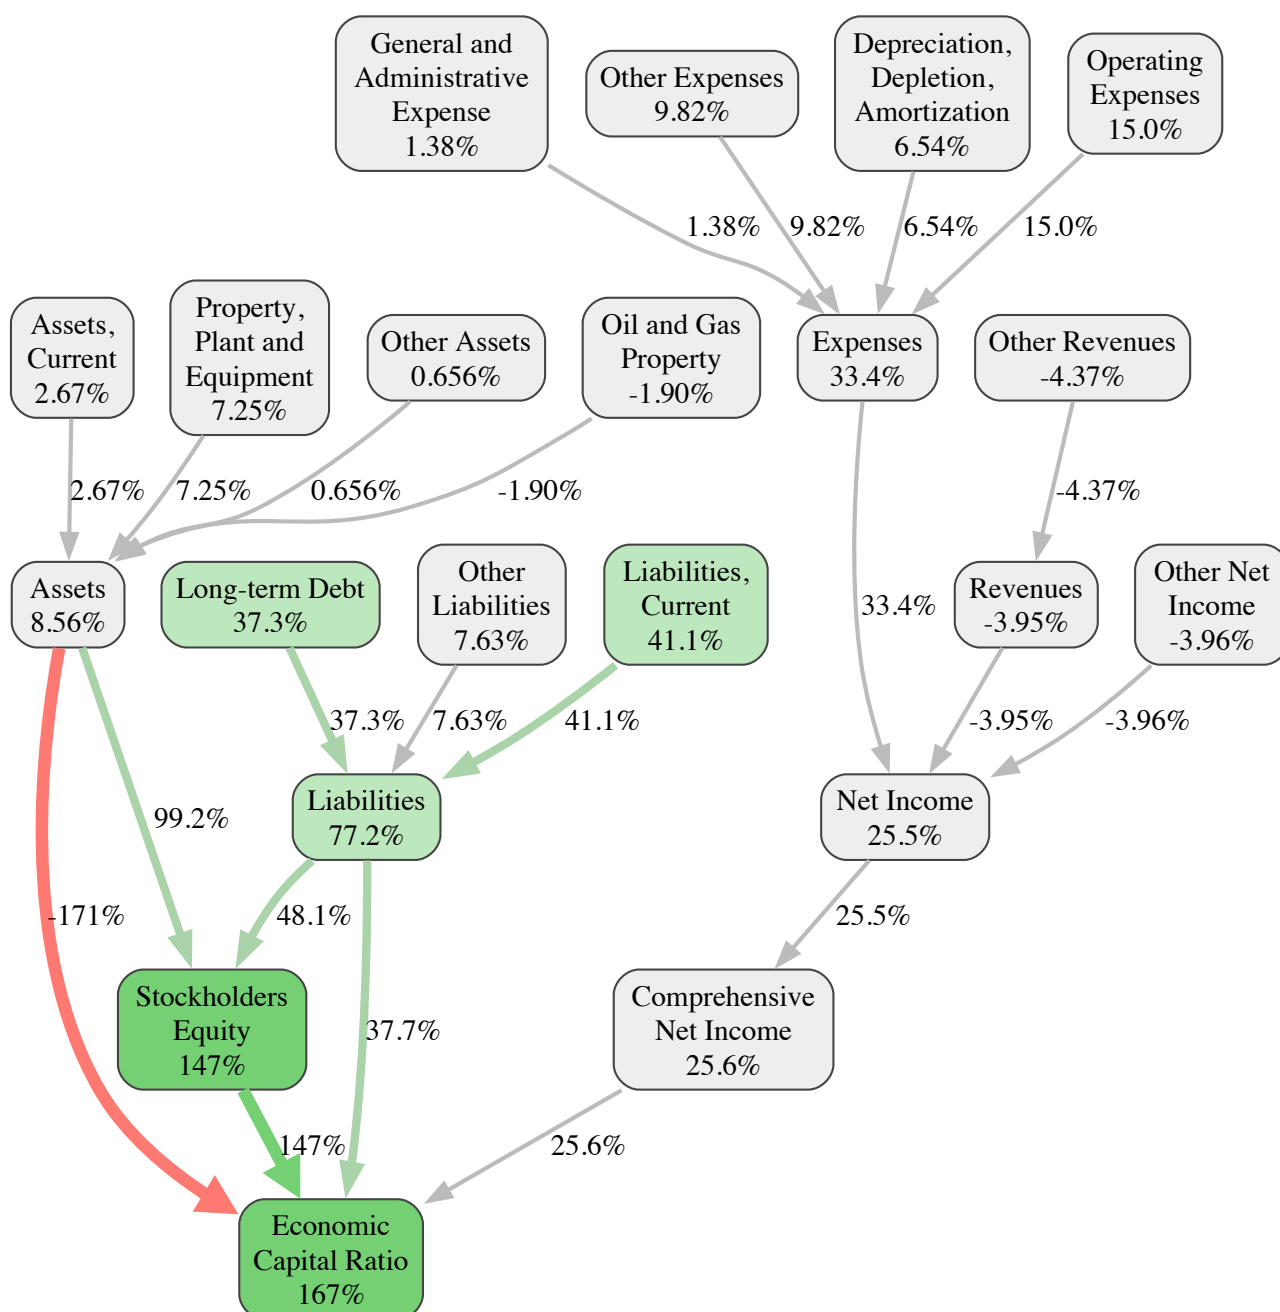 General and
Administrative
Expense
1.38%
Other Expenses
9.82%
Depreciation,
Depletion,
Amortization
6.54%
Operating
Expenses
15.0%
1.38%
9.82%
6.54%
15.0%
Assets,
Current
2.67%
Property,
Plant and
Equipment
7.25%
Other Assets
0.656%
Oil and Gas
Property
-1.90%
Expenses
33.4%
Other Revenues
-4.37%
2.67%
7.25%
0.656%
-1.90%
-4.37%
Assets
8.56%
Long-term Debt
37.3%
Other
Liabilities
7.63%
Liabilities,
Current
41.1%
33.4%
Revenues
-3.95%
Other Net
Income
-3.96%
37.3%
7.63%
41.1%
-3.95%
-3.96%
99.2%
Liabilities
77.2%
Net Income
25.5%
-171%
48.1%
25.5%
Stockholders
Equity
147%
37.7%
Comprehensive
Net Income
25.6%
147%
25.6%
Economic
Capital Ratio
167%